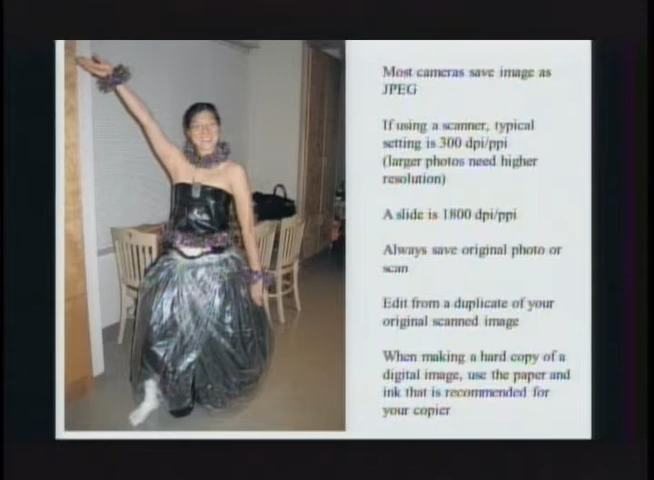 Most cameras save image as
JPEG
If using a scanner, typical
setting is 300 dpi/ppi
(larger photos need higher
resolution)
A slide is 1800 dpi/ppi
Always save original photo or
scan
Edit from a duplicate of your
original scanned image
When making a hard copy of a
digital image, use the paper and
ink that is recommended for
your copier